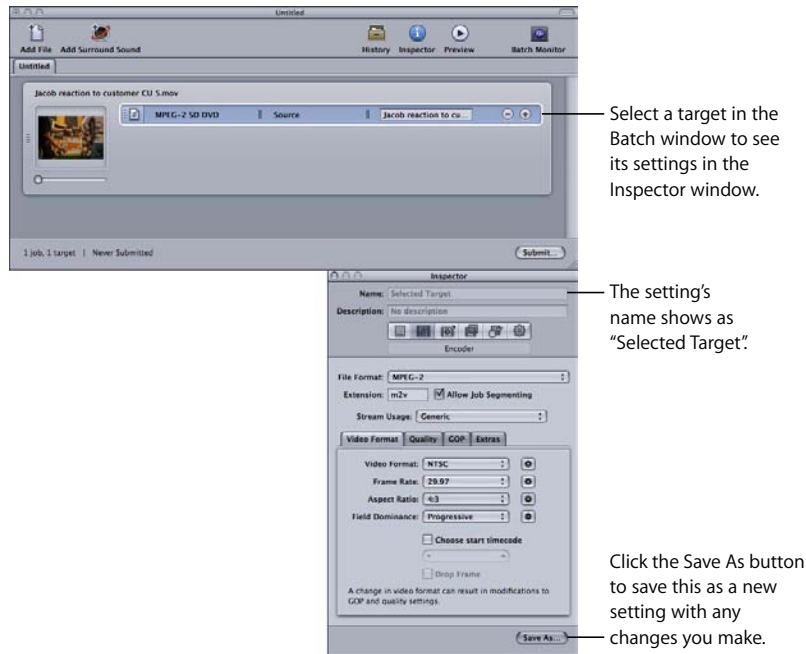 Untitled
Add File Add Surround Sound History Inspector Preview Batch Monitor
Untitled
Jacob reaction to customer CU 5.mov
MPEG-2 SD DVD Source Jacob reaction to cu...
Select a target in the
Batch window to see
its settings in the
Inspector window.
1 job, 1 target | Never Submitted Submit...
Inspector
Name: Selected Target
Description: No description
Encoder
The setting's
name shows as
“Selected Target”.
File Format: MPEG-2
Extension: m2v Allow Job Segmenting
Stream Usage: Generic
Video Format Quality GOP Extras
Video Format: NTSC
Frame Rate: 29.97
Aspect Ratio: 4:3
Field Dominance: Progressive
Choose start timecode
Drop Frame
A change in video format can result in modifications to
GOP and quality settings.
Save As...
Click the Save As button
to save this as a new
setting with any
changes you make.